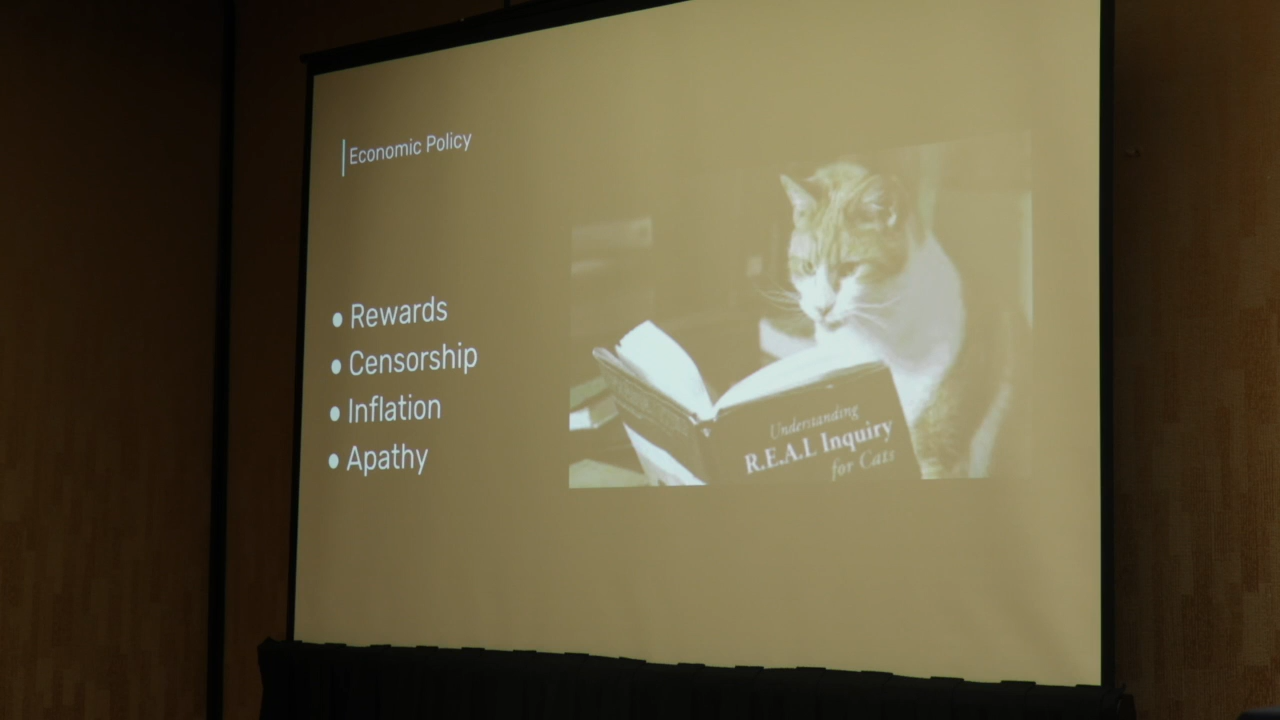 Economic Policy
• Rewards
• Censorship
• Inflation
• Apathy
Understanding
R.E.A.L Inquiry
for Cats